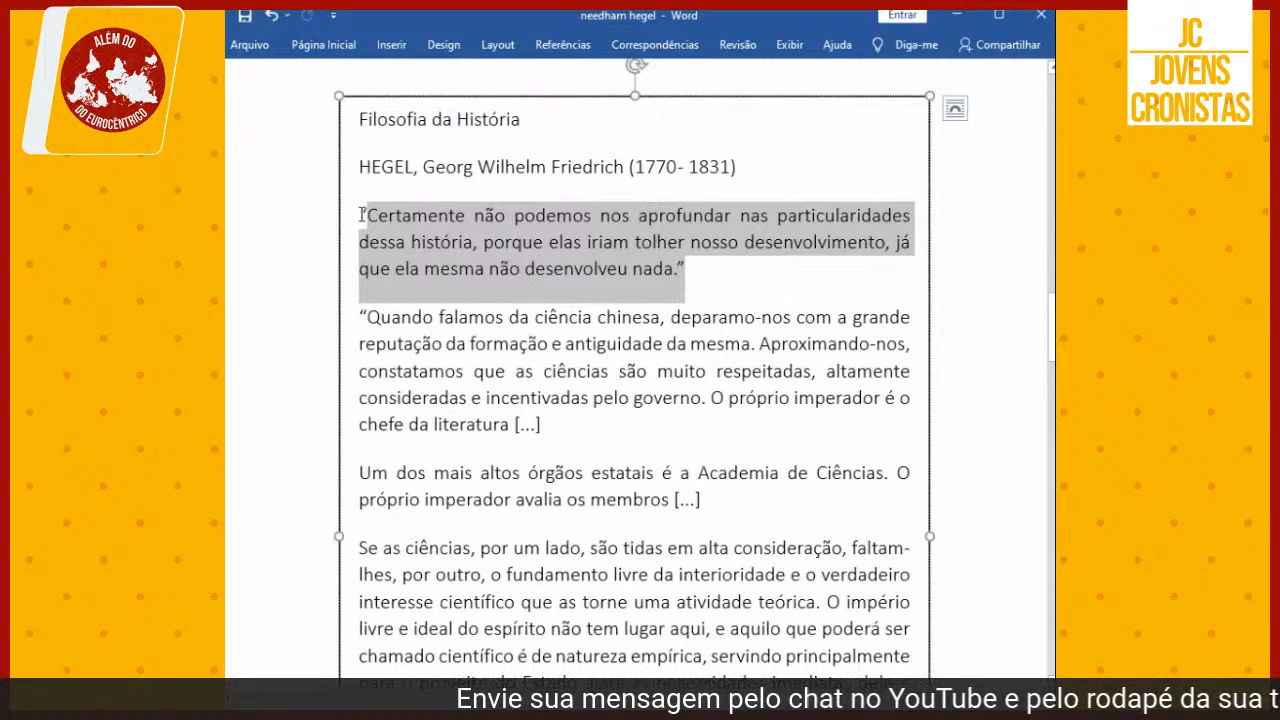 needham hegel - Word
Entrar
Arquivo Página Inicial Inserir Design Layout Referências Correspondências Revisão Exibir Ajuda Diga-me Compartilhar
ALÉM DO
DO EUROCÊNTRICO
JC
JOVENS
CRONISTAS
Filosofia da História
HEGEL, Georg Wilhelm Friedrich (1770- 1831)
“Certamente não podemos nos aprofundar nas particularidades
dessa história, porque elas iriam tolher nosso desenvolvimento, já
que ela mesma não desenvolveu nada.”
“Quando falamos da ciência chinesa, deparamo-nos com a grande
reputação da formação e antiguidade da mesma. Aproximando-nos,
constatamos que as ciências são muito respeitadas, altamente
consideradas e incentivadas pelo governo. O próprio imperador é o
chefe da literatura [...]
Um dos mais altos órgãos estatais é a Academia de Ciências. O
próprio imperador avalia os membros [...]
Se as ciências, por um lado, são tidas em alta consideração, faltam-
lhes, por outro, o fundamento livre da interioridade e o verdadeiro
interesse científico que as torne uma atividade teórica. O império
livre e ideal do espírito não tem lugar aqui, e aquilo que poderá ser
chamado científico é de natureza empírica, servindo principalmente
Envie sua mensagem pelo chat no YouTube e pelo rodapé da sua t